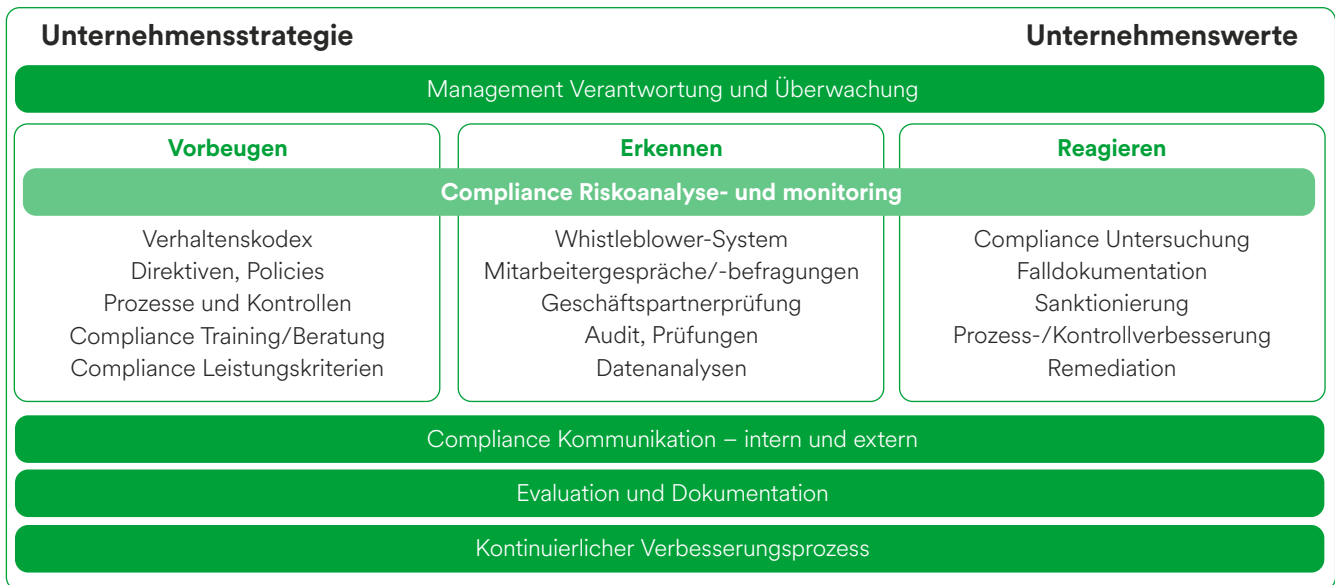 Unternehmensstrategie
Unternehmenswerte
Management Verantwortung und Überwachung
Vorbeugen
Erkennen
Reagieren
Compliance Riskoanalyse- und monitoring
Verhaltenskodex
Direktiven, Policies
Prozesse und Kontrollen
Compliance Training/Beratung
Compliance Leistungskriterien
Whistleblower-System
Mitarbeitergespräche/-befragungen
Geschäftspartnerprüfung
Audit, Prüfungen
Datenanalysen
Compliance Untersuchung
Falldokumentation
Sanktionierung
Prozess-/Kontrollverbesserung
Remediation
Compliance Kommunikation – intern und extern
Evaluation und Dokumentation
Kontinuierlicher Verbesserungsprozess